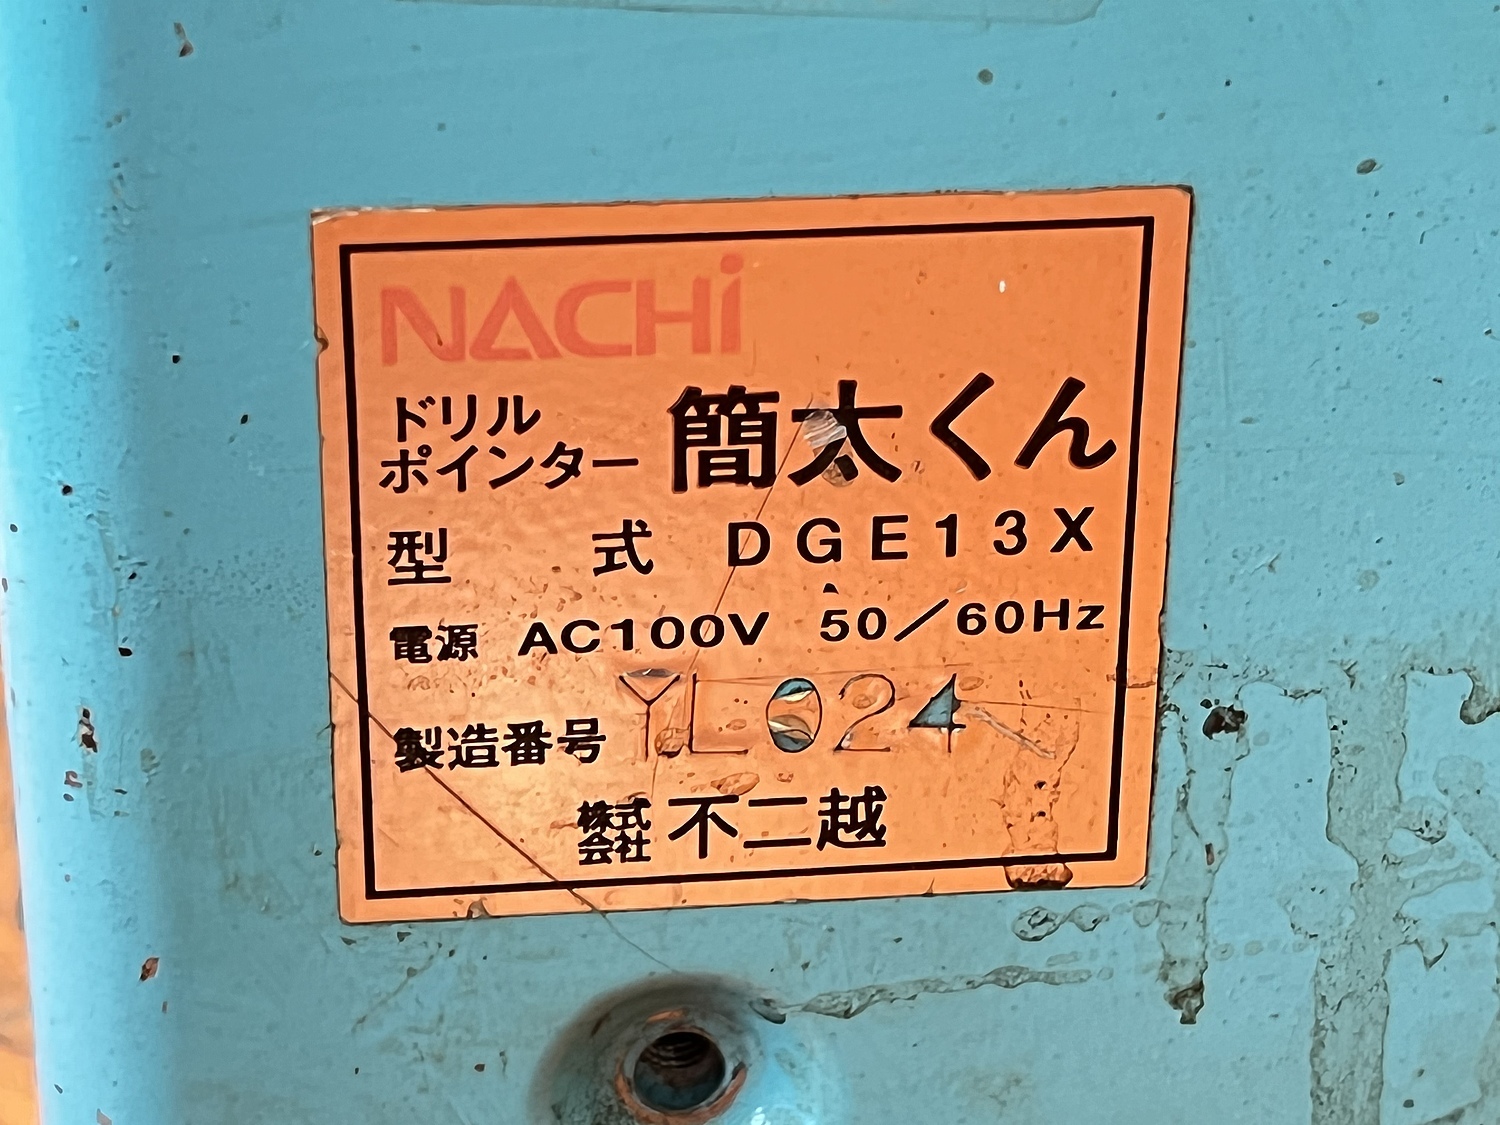 NACHi
ドリル
ポインター 簡太くん
型 式 DGE13X
電源 AC100V 50/60Hz
製造番号 YL024
株式
会社 不二越